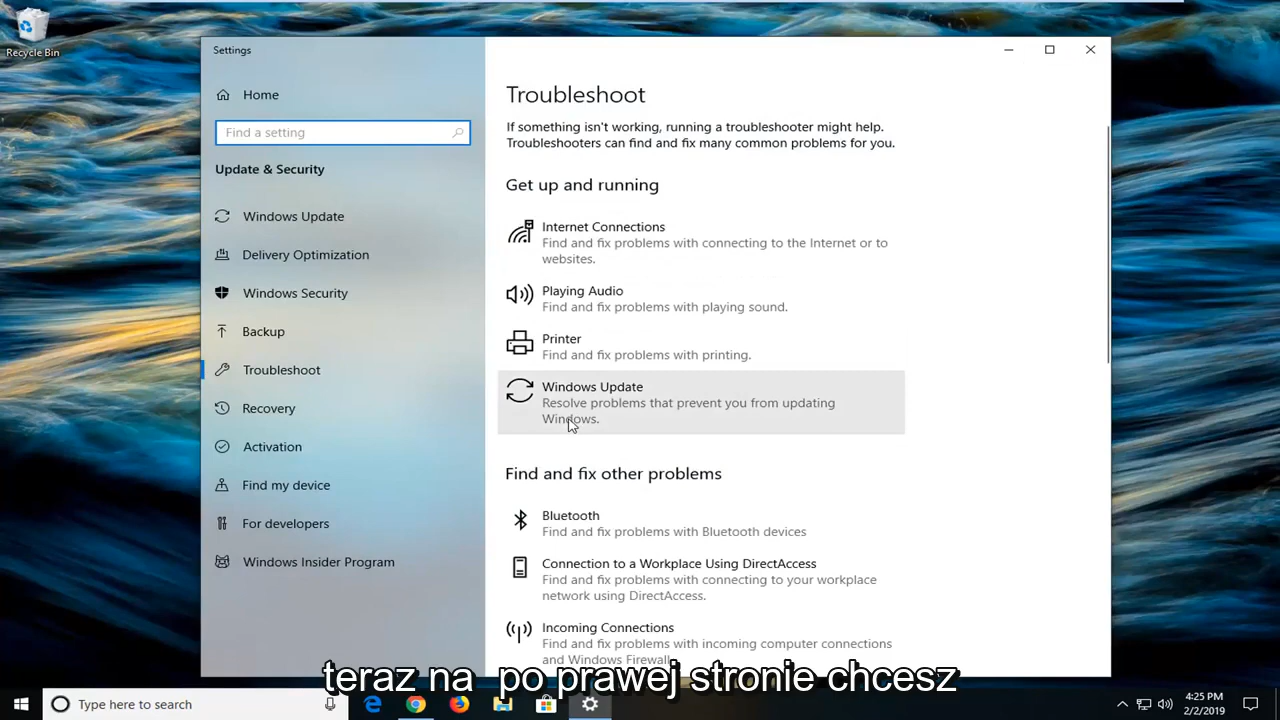 Recycle Bin
Settings
Home
Find a setting
Update & Security
Windows Update
Delivery Optimization
Windows Security
Backup
Troubleshoot
Recovery
Activation
Find my device
For developers
Windows Insider Program
Troubleshoot
If something isn't working, running a troubleshooter might help.
Troubleshooters can find and fix many common problems for you.
Get up and running
Internet Connections
Find and fix problems with connecting to the Internet or to
websites.
Playing Audio
Find and fix problems with playing sound.
Printer
Find and fix problems with printing.
Windows Update
Resolve problems that prevent you from updating
Windows.
Find and fix other problems
Bluetooth
Find and fix problems with Bluetooth devices
Connection to a Workplace Using DirectAccess
Find and fix problems with connecting to your workplace
network using DirectAccess.
Incoming Connections
Find and fix problems with incoming computer connections
and Windows Firewall.
teraz na po prawej stronie chcesz
Type here to search
4:25 PM
2/2/2019